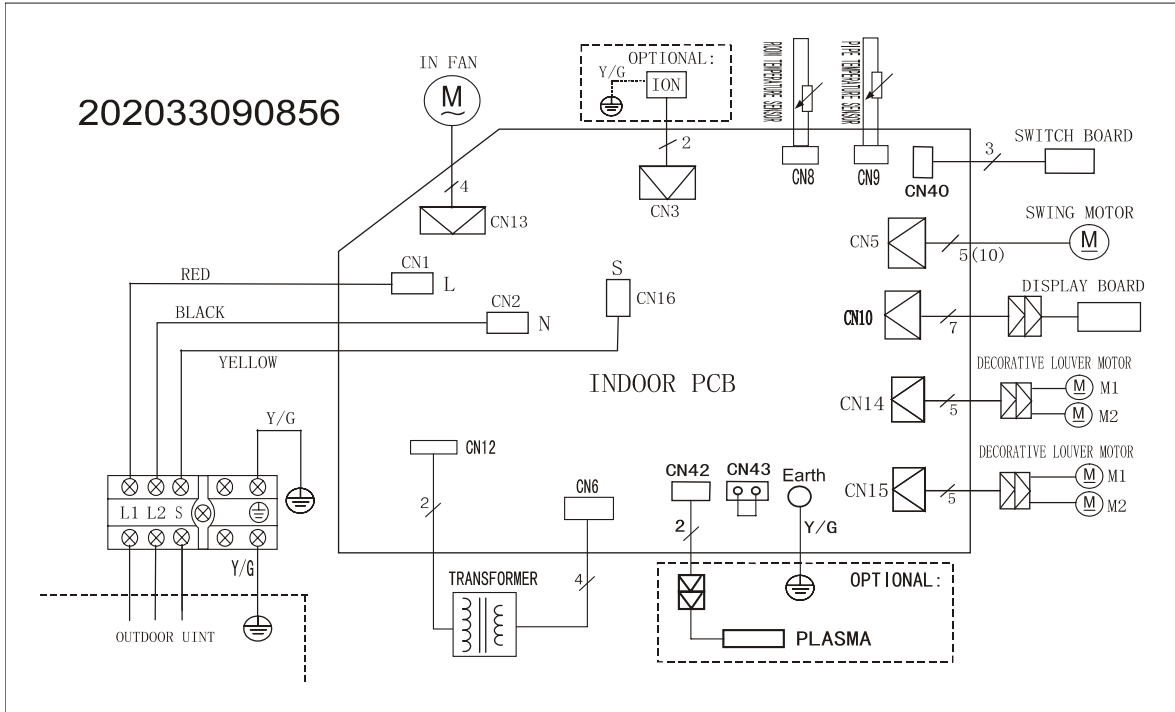 202033090856
IN FAN
M
4
CN13
OPTIONAL:
Y/G
ION
2
CN3
ROOM TEMPERATURE SENSOR
CN8
PIPE TEMPERATURE SENSOR
CN9
SWITCH BOARD
3
CN40
SWING MOTOR
CN5
5(10)
M
DISPLAY BOARD
CN10
7
DECORATIVE LOUVER MOTOR
CN14
5
M M1
M M2
DECORATIVE LOUVER MOTOR
CN15
5
M M1
M M2
RED
CN1
L
BLACK
CN2
N
YELLOW
S
CN16
INDOOR PCB
Y/G
L1 L2 S
Y/G
OUTDOOR UINT
CN12
2
TRANSFORMER
CN6
4
CN42
2
CN43
Earth
Y/G
OPTIONAL:
PLASMA